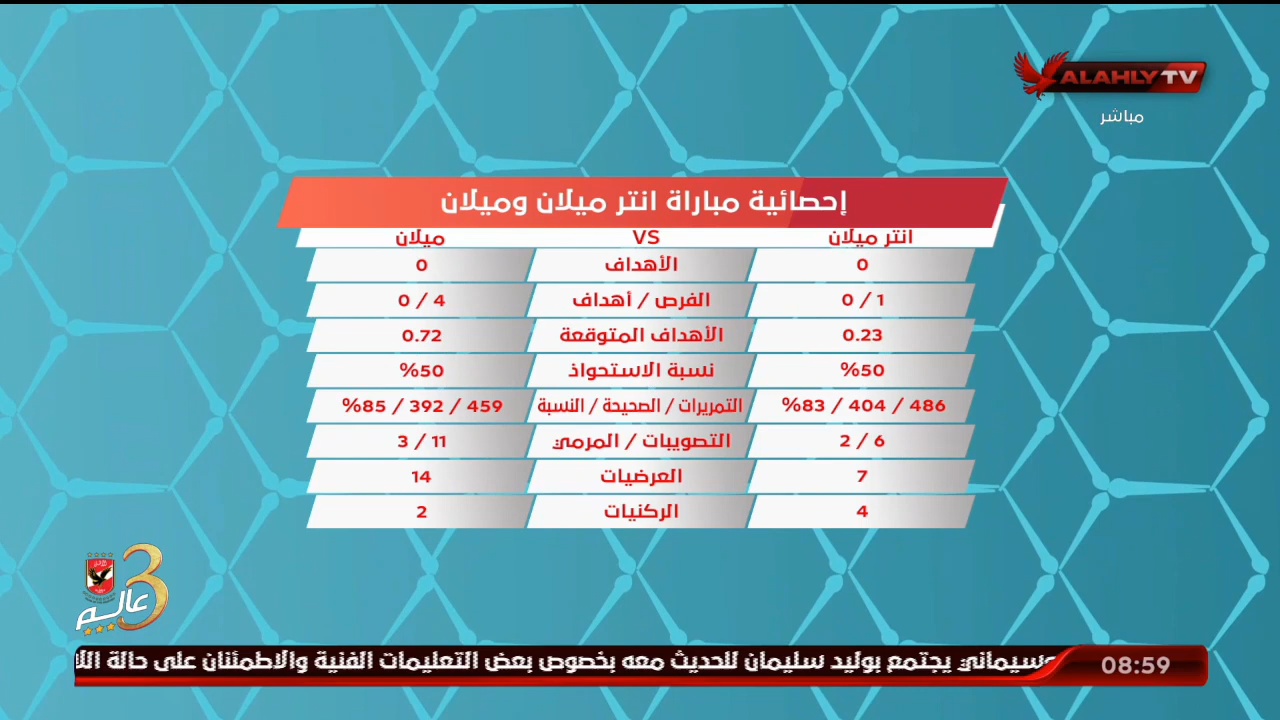 ALAHLY TV
مباشر
إحصائية مباراة انتر ميلان وميلان
انتر ميلان VS ميلان
0 الأهداف 0
0 / 1 الفرص / أهداف 0 / 4
0.23 الأهداف المتوقعة 0.72
%50 نسبة الاستحواذ %50
%83 / 404 / 486 التمريرات / الصحيحة / النسبة %85 / 392 / 459
2 / 6 التصويبات / المرمي 3 / 11
7 العرضيات 14
4 الركنيات 2
3 عالم
08:59 وسيماني يجتمع بوليد سليمان للحديث معه بخصوص بعض التعليمات الفنية والاطمئنان على حالة اللا